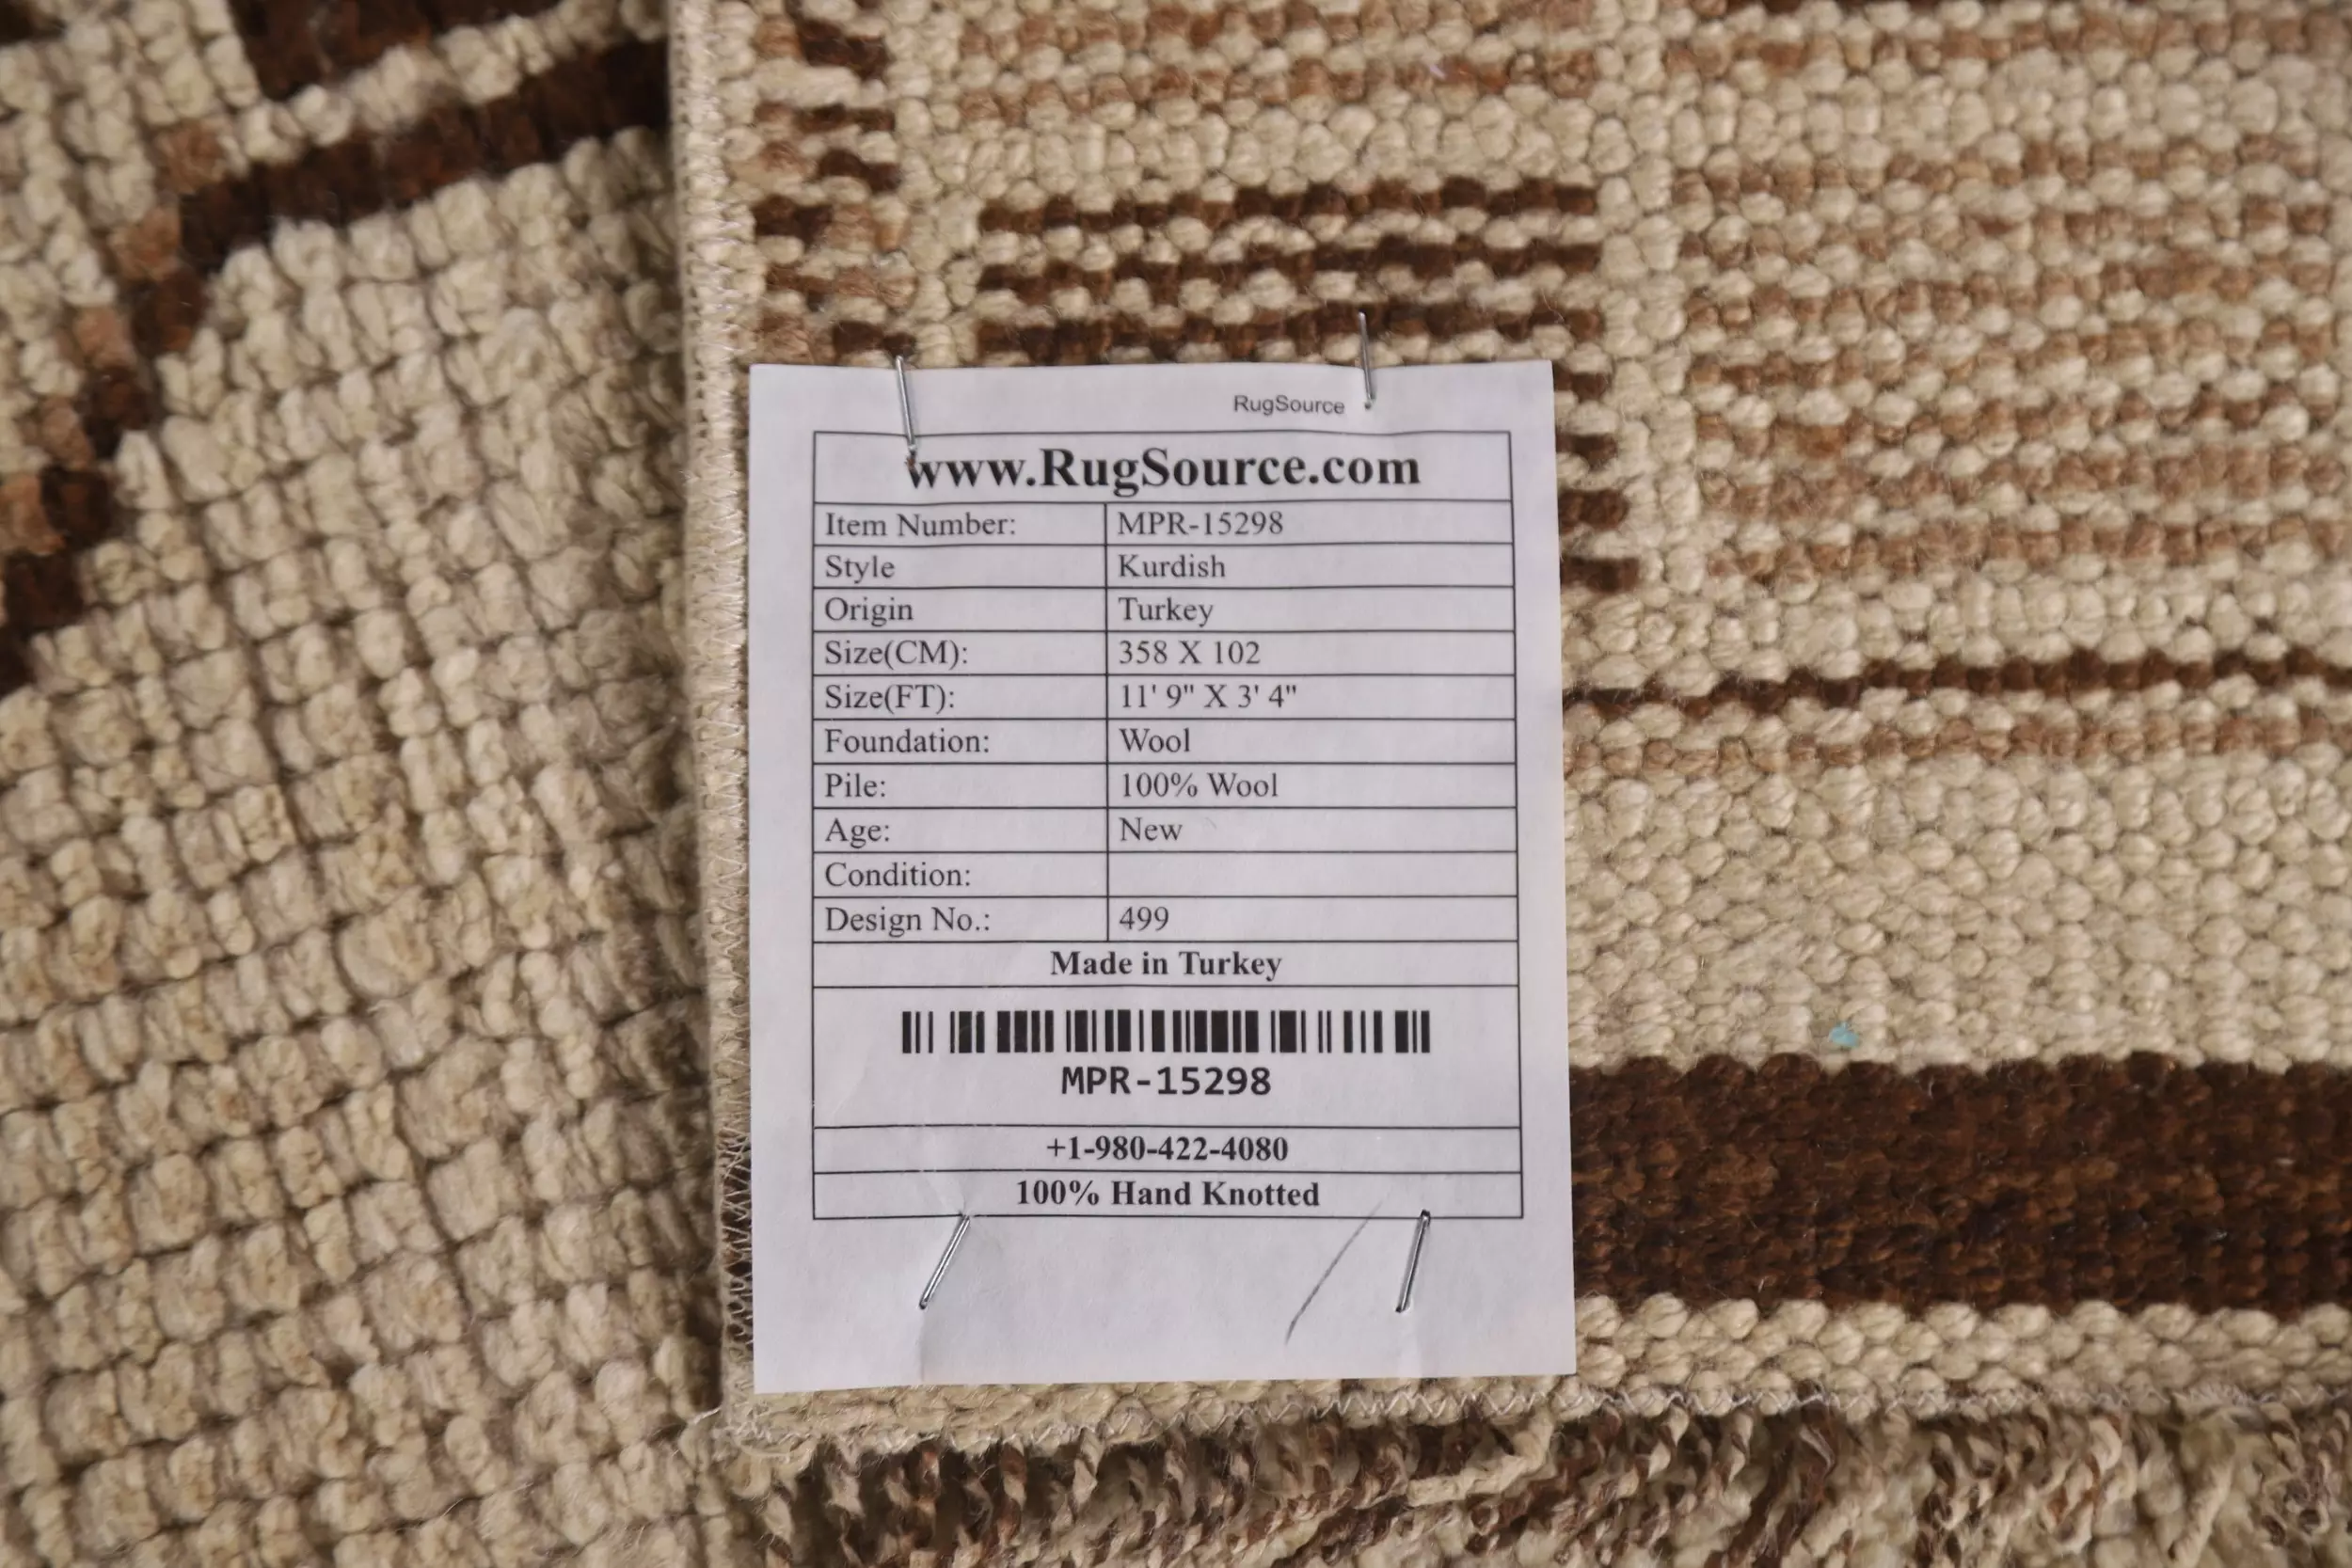 RugSource
www.RugSource.com
Item Number: MPR-15298
Style Kurdish
Origin Turkey
Size(CM): 358 X 102
Size(FT): 11' 9" X 3' 4"
Foundation: Wool
Pile: 100% Wool
Age: New
Condition:
Design No.: 499
Made in Turkey
MPR-15298
+1-980-422-4080
100% Hand Knotted